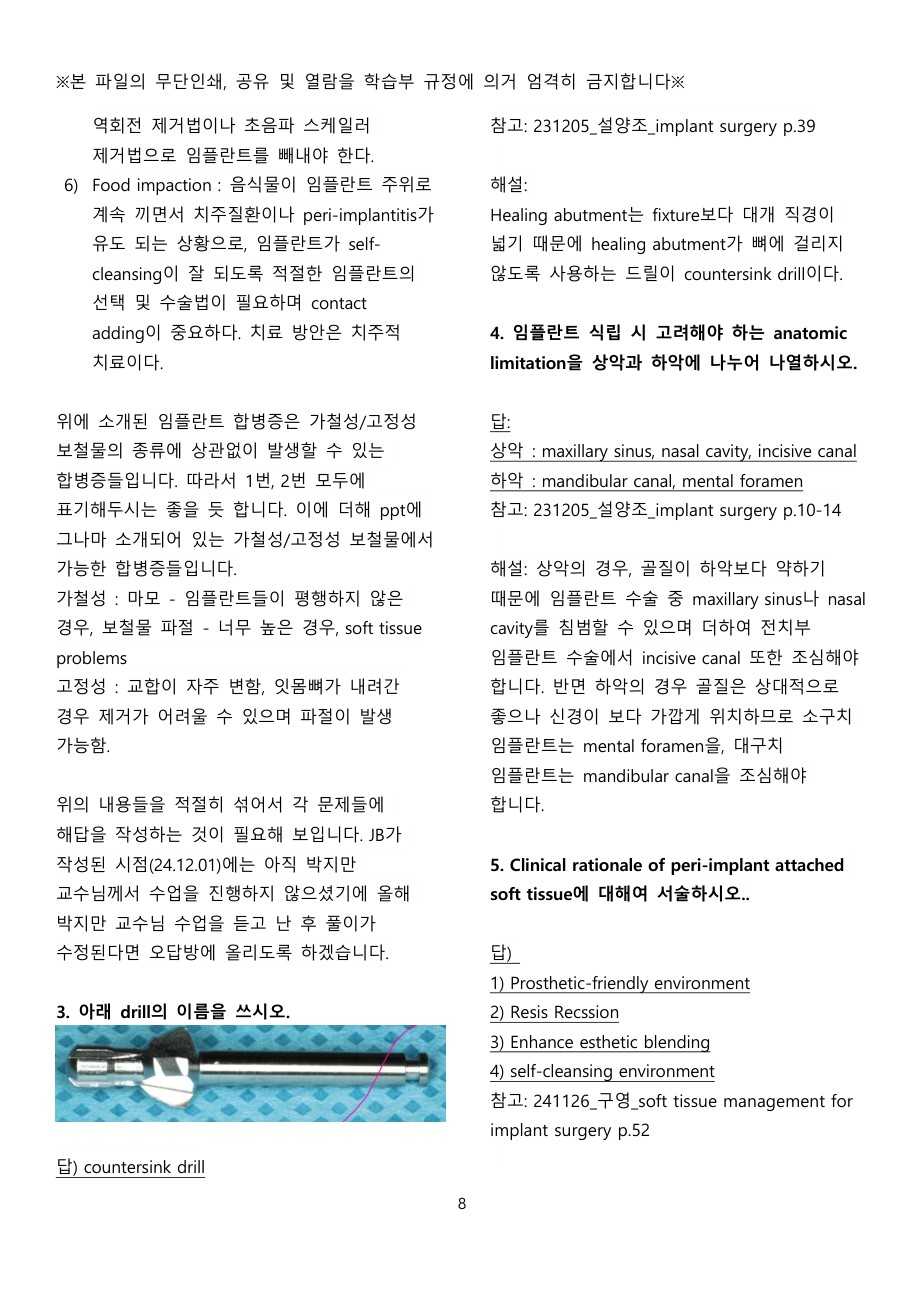 ※본 파일의 무단인쇄, 공유 및 열람을 학습부 규정에 의거 엄격히 금지합니다※
역회전 제거법이나 초음파 스케일러
제거법으로 임플란트를 빼내야 한다.
6) Food impaction : 음식물이 임플란트 주위로
계속 끼면서 치주질환이나 peri-implantitis가
유도 되는 상황으로, 임플란트가 self-
cleansing이 잘 되도록 적절한 임플란트의
선택 및 수술법이 필요하며 contact
adding이 중요하다. 치료 방안은 치주적
치료이다.
위에 소개된 임플란트 합병증은 가철성/고정성
보철물의 종류에 상관없이 발생할 수 있는
합병증들입니다. 따라서 1번, 2번 모두에
표기해두시는 좋을 듯 합니다. 이에 더해 ppt에
그나마 소개되어 있는 가철성/고정성 보철물에서
가능한 합병증들입니다.
가철성 : 마모 - 임플란트들이 평행하지 않은
경우, 보철물 파절 - 너무 높은 경우, soft tissue
problems
고정성 : 교합이 자주 변함, 잇몸뼈가 내려간
경우 제거가 어려울 수 있으며 파절이 발생
가능함.
위의 내용들을 적절히 섞어서 각 문제들에
해답을 작성하는 것이 필요해 보입니다. JB가
작성된 시점(24.12.01)에는 아직 박지만
교수님께서 수업을 진행하지 않으셨기에 올해
박지만 교수님 수업을 듣고 난 후 풀이가
수정된다면 오답방에 올리도록 하겠습니다.
3. 아래 drill의 이름을 쓰시오.
답) countersink drill
참고: 231205_설양조_implant surgery p.39
해설:
Healing abutment는 fixture보다 대개 직경이
넓기 때문에 healing abutment가 뼈에 걸리지
않도록 사용하는 드릴이 countersink drill이다.
4. 임플란트 식립 시 고려해야 하는 anatomic
limitation을 상악과 하악에 나누어 나열하시오.
답:
상악 : maxillary sinus, nasal cavity, incisive canal
하악 : mandibular canal, mental foramen
참고: 231205_설양조_implant surgery p.10-14
해설: 상악의 경우, 골질이 하악보다 약하기
때문에 임플란트 수술 중 maxillary sinus나 nasal
cavity를 침범할 수 있으며 더하여 전치부
임플란트 수술에서 incisive canal 또한 조심해야
합니다. 반면 하악의 경우 골질은 상대적으로
좋으나 신경이 보다 가깝게 위치하므로 소구치
임플란트는 mental foramen을, 대구치
임플란트는 mandibular canal을 조심해야
합니다.
5. Clinical rationale of peri-implant attached
soft tissue에 대해여 서술하시오..
답)
1) Prosthetic-friendly environment
2) Resis Recssion
3) Enhance esthetic blending
4) self-cleansing environment
참고: 241126_구영_soft tissue management for
implant surgery p.52
8